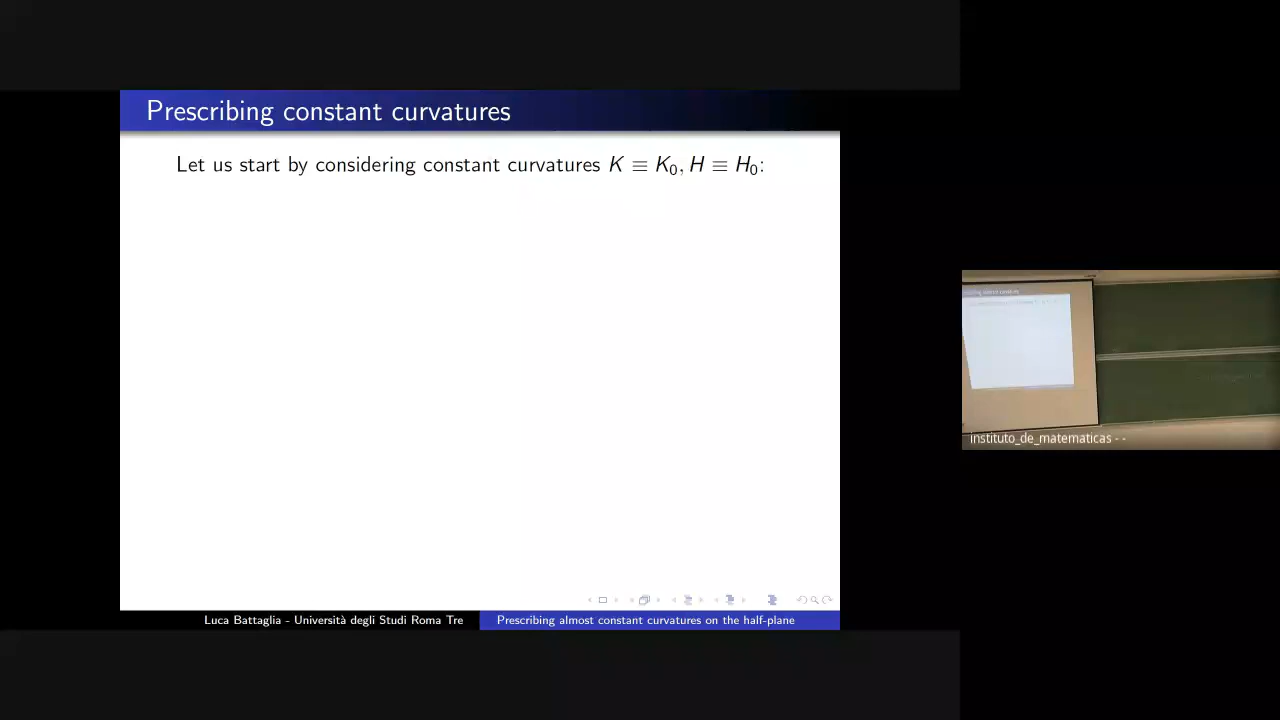 Prescribing constant curvatures
Let us start by considering constant curvatures K ≡ K₀, H ≡ H₀:
Luca Battaglia - Università degli Studi Roma Tre
Prescribing almost constant curvatures on the half-plane
instituto_de_matematicas - -